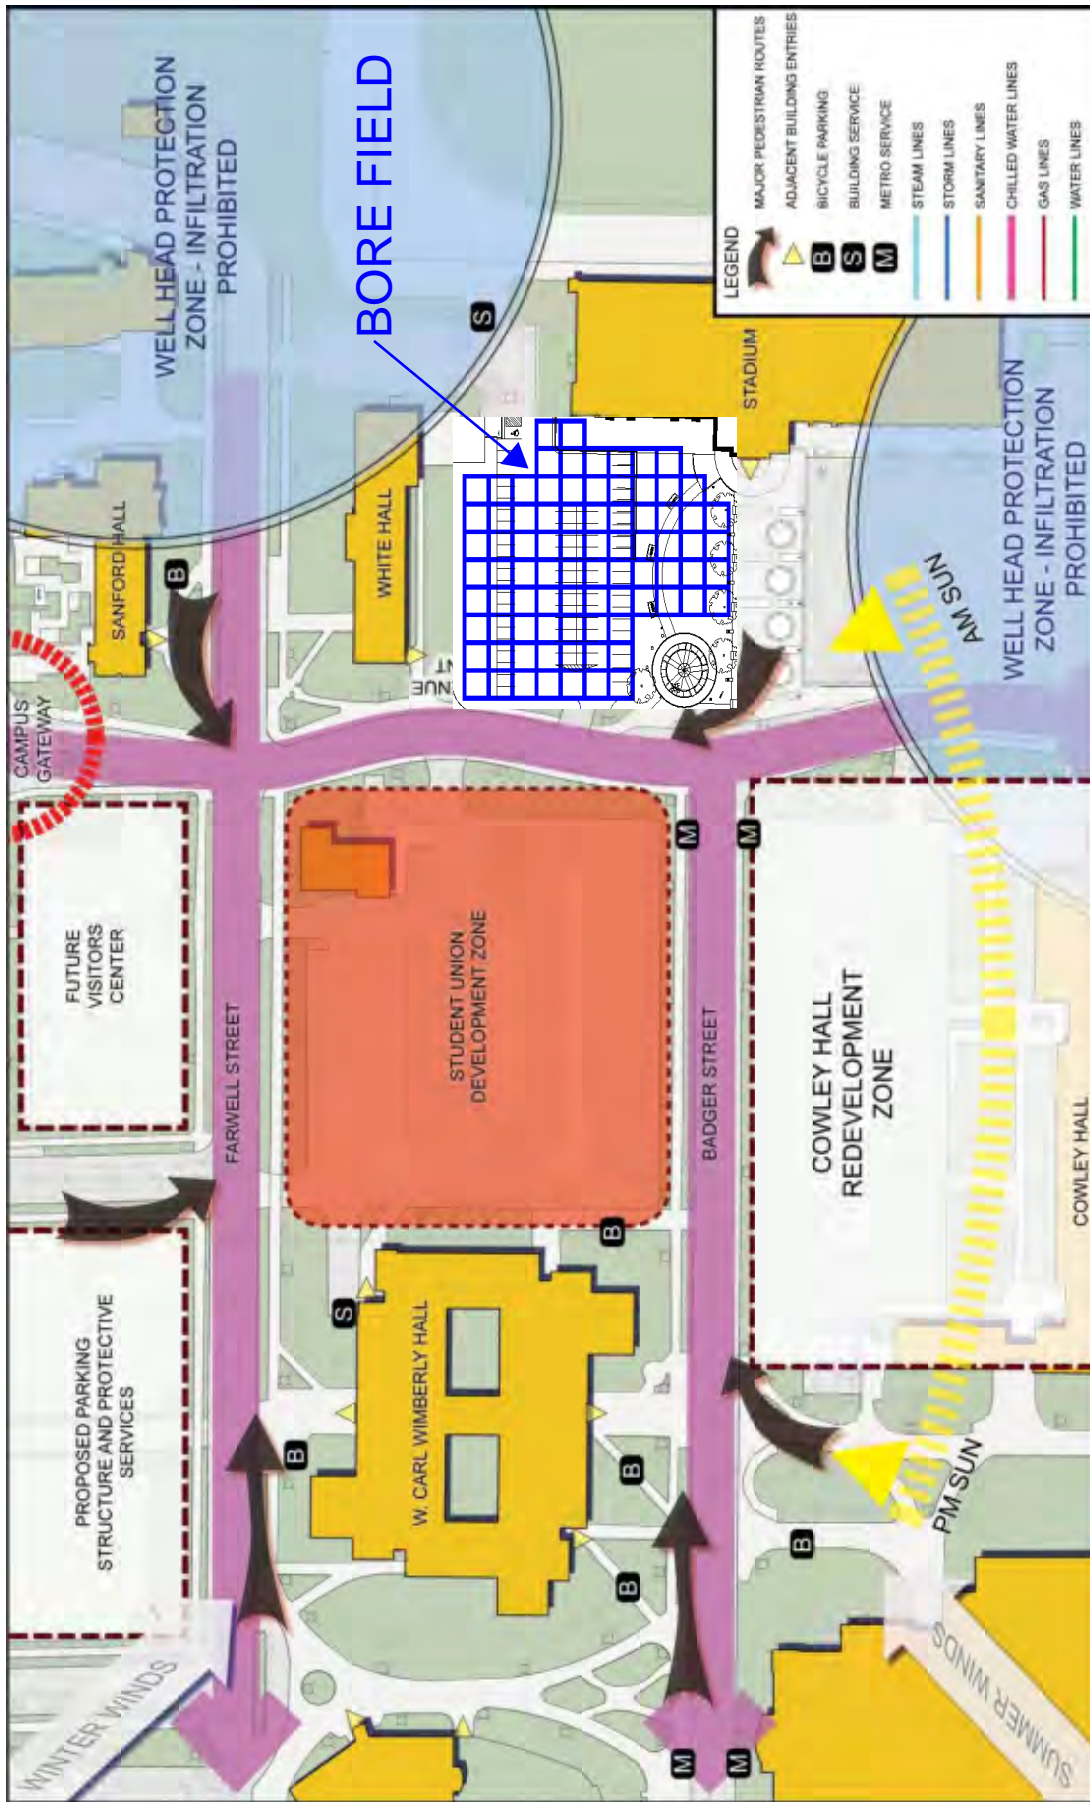 WELL HEAD PROTECTION
ZONE - INFILTRATION
PROHIBITED
BORE FIELD
LEGEND
MAJOR PEDESTRIAN ROUTES
ADJACENT BUILDING ENTRIES
B
BICYCLE PARKING
S
BUILDING SERVICE
M
METRO SERVICE
STEAM LINES
STORM LINES
SANITARY LINES
CHILLED WATER LINES
GAS LINES
WATER LINES
S
STADIUM
SANFORD HALL
B
WHITE HALL
WELL HEAD PROTECTION
ZONE - INFILTRATION
PROHIBITED
AM SUN
CAMPUS
GATEWAY
NUE
NT
M
M
FUTURE
VISITORS
CENTER
FARWELL STREET
STUDENT UNION
DEVELOPMENT ZONE
BADGER STREET
COWLEY HALL
REDEVELOPMENT
ZONE
COWLEY HALL
B
S
PROPOSED PARKING
STRUCTURE AND PROTECTIVE
SERVICES
W. CARL WIMBERLY HALL
B
B
B
B
PM SUN
WINTER WINDS
SUMMER WINDS
M
M